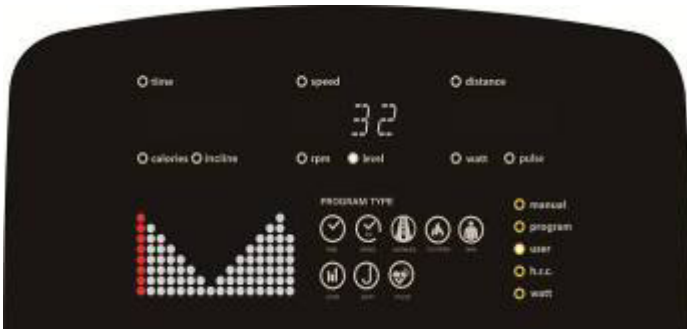 time speed distance
32
calories incline rpm level watt pulse
PROGRAM TYPE
manual
program
user
h.r.c.
watt